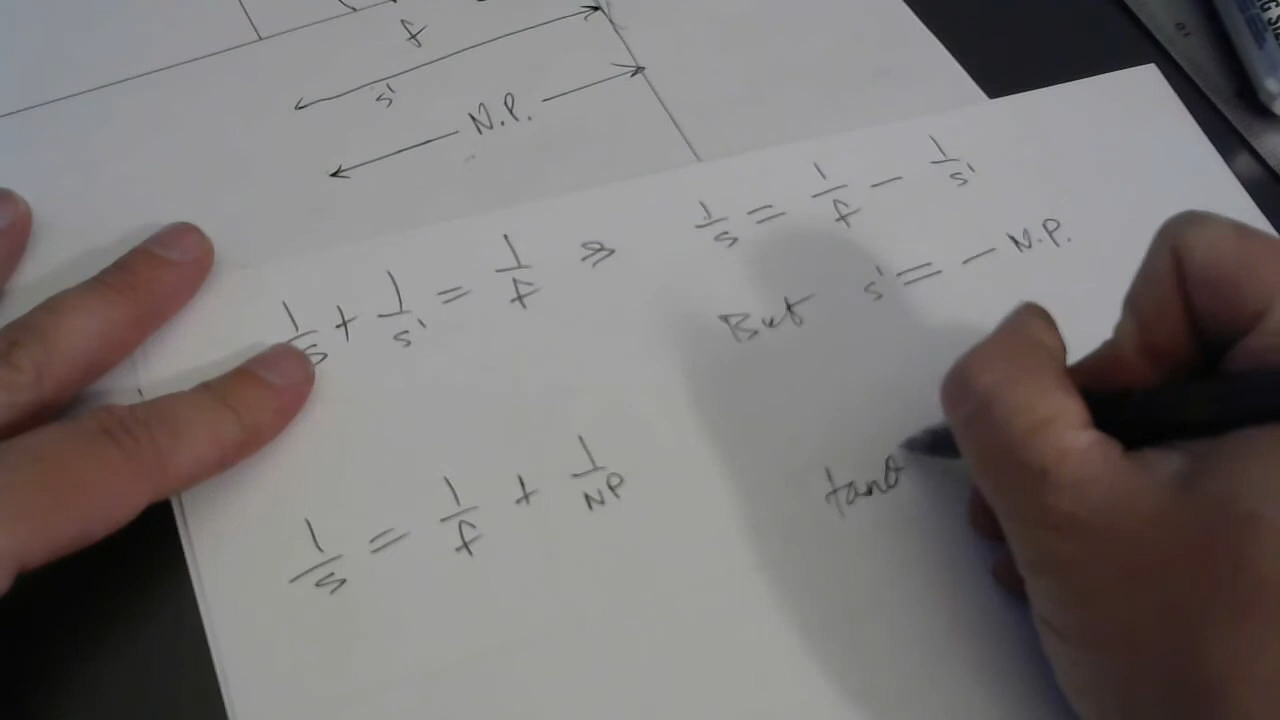 f
s'
N.P.
1/s + 1/s' = 1/f ⇒ 1/s = 1/f - 1/s'
But s' = - N.P.
1/s = 1/f + 1/NP
tanθ